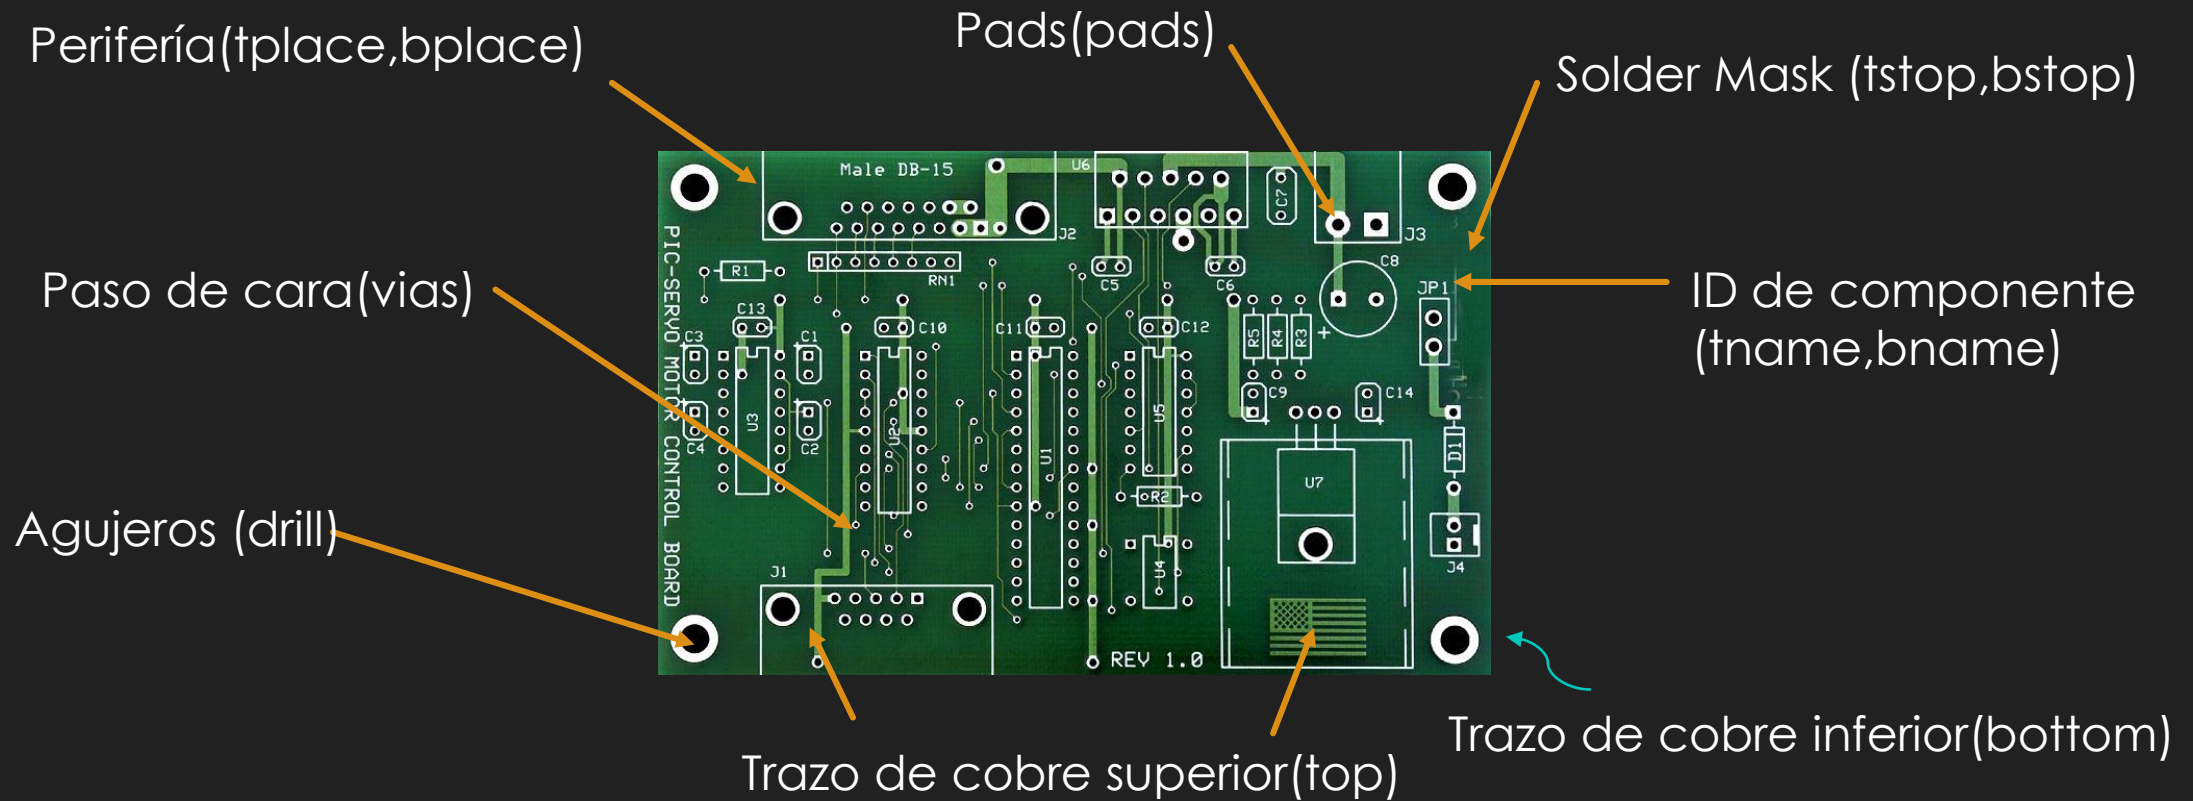 Perifería(tplace,bplace)
Pads(pads)
Solder Mask (tstop,bstop)
Male DB-15
U6
C7
J2
J3
PIC-SERVO MOTOR CONTROL BOARD
R1
RN1
C5
C6
C8
JP1
Paso de cara(vias)
ID de componente
(tname,bname)
C13
C10
C11
C12
R5
R4
R3
+
C3
C1
C9
C14
U3
U2
U1
U5
C4
C2
D1
U7
R2
Agujeros (drill)
U4
J4
J1
REV 1.0
Trazo de cobre superior(top)
Trazo de cobre inferior(bottom)